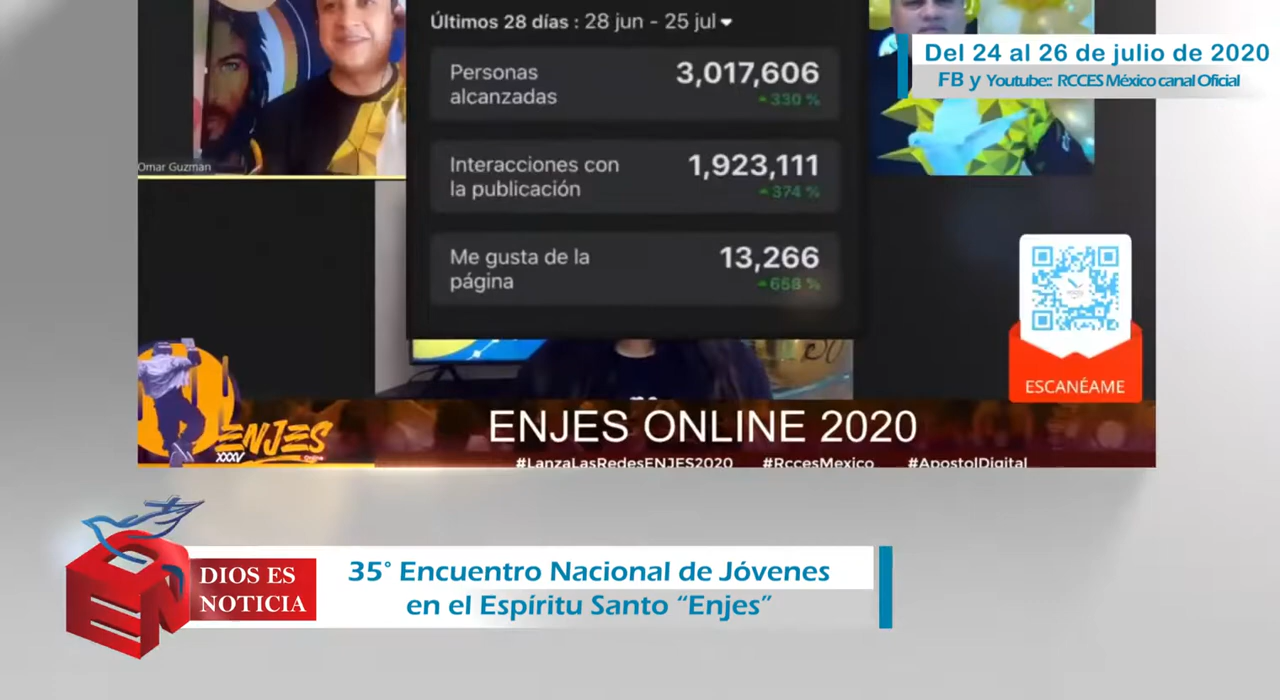 Últimos 28 días : 28 jun - 25 jul
Del 24 al 26 de julio de 2020
FB y Youtube:: RCCES México canal Oficial
Personas
alcanzadas
3,017,606
330 %
Omar Guzman
Interacciones con
la publicación
1,923,111
374 %
Me gusta de la
página
13,266
658 %
ESCANÉAME
XXXV
ENJES
ENJES ONLINE 2020
#LanzaLasRedesENJES2020 #RccesMexico #ApostolDigital
DIOS ES
NOTICIA
35° Encuentro Nacional de Jóvenes
en el Espíritu Santo “Enjes”